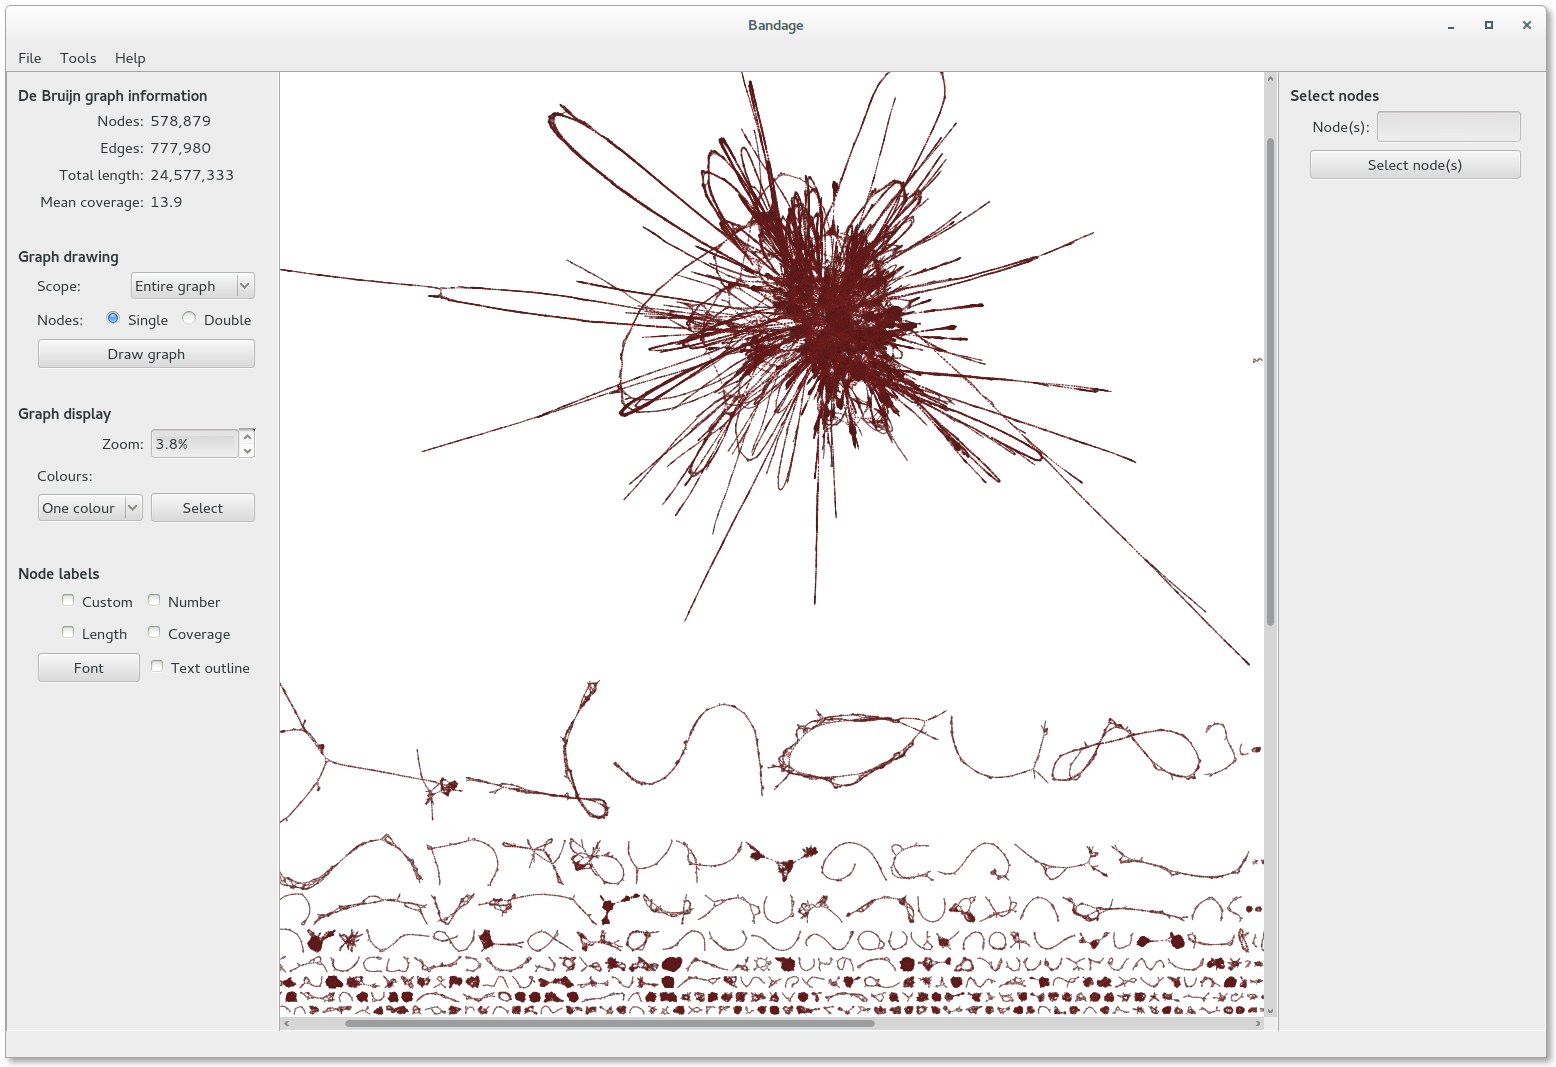 Bandage
File Tools Help
De Bruijn graph information
Nodes: 578,879
Edges: 777,980
Total length: 24,577,333
Mean coverage: 13.9
Graph drawing
Scope: Entire graph
Nodes: Single Double
Draw graph
Graph display
Zoom: 3.8%
Colours:
One colour Select
Node labels
Custom Number
Length Coverage
Font Text outline
Select nodes
Node(s):
Select node(s)